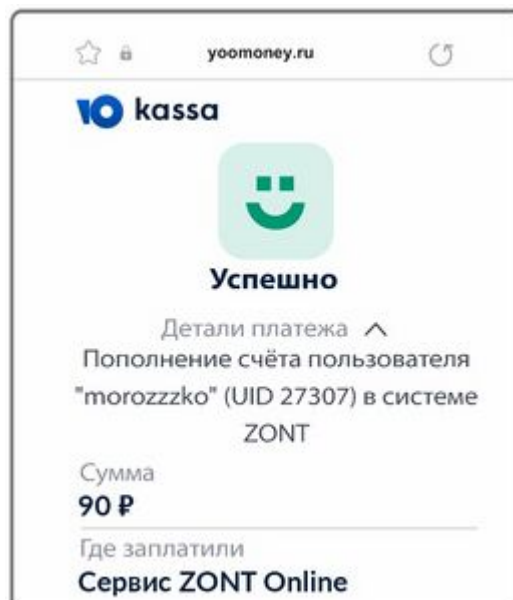 yoomoney.ru
Ю kassa
Успешно
Детали платежа
Пополнение счёта пользователя
"morozzzko" (UID 27307) в системе
ZONT
Сумма
90 ₽
Где заплатили
Сервис ZONT Online